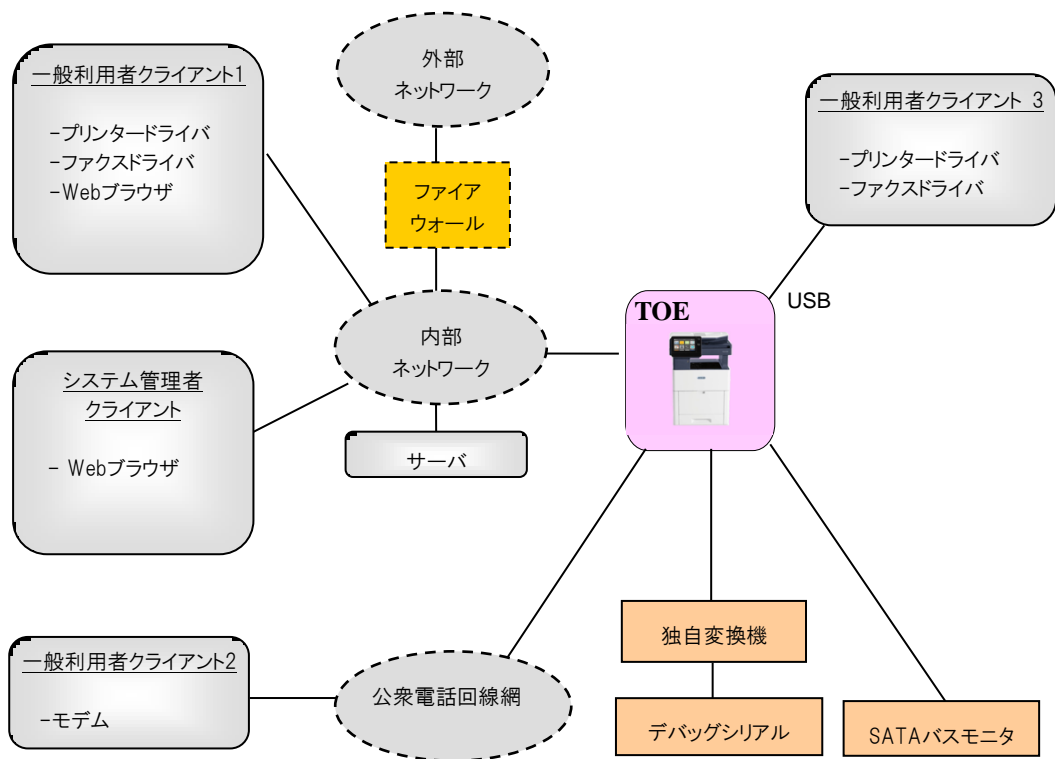 外部
ネットワーク
一般利用者クライアント1
-プリンタードライバ
-ファクスドライバ
-Webブラウザ
一般利用者クライアント 3
-プリンタードライバ
-ファクスドライバ
ファイア
ウォール
USB
TOE
内部
ネットワーク
システム管理者
クライアント
- Webブラウザ
サーバ
独自変換機
一般利用者クライアント2
-モデム
公衆電話回線網
デバッグシリアル
SATAバスモニタ